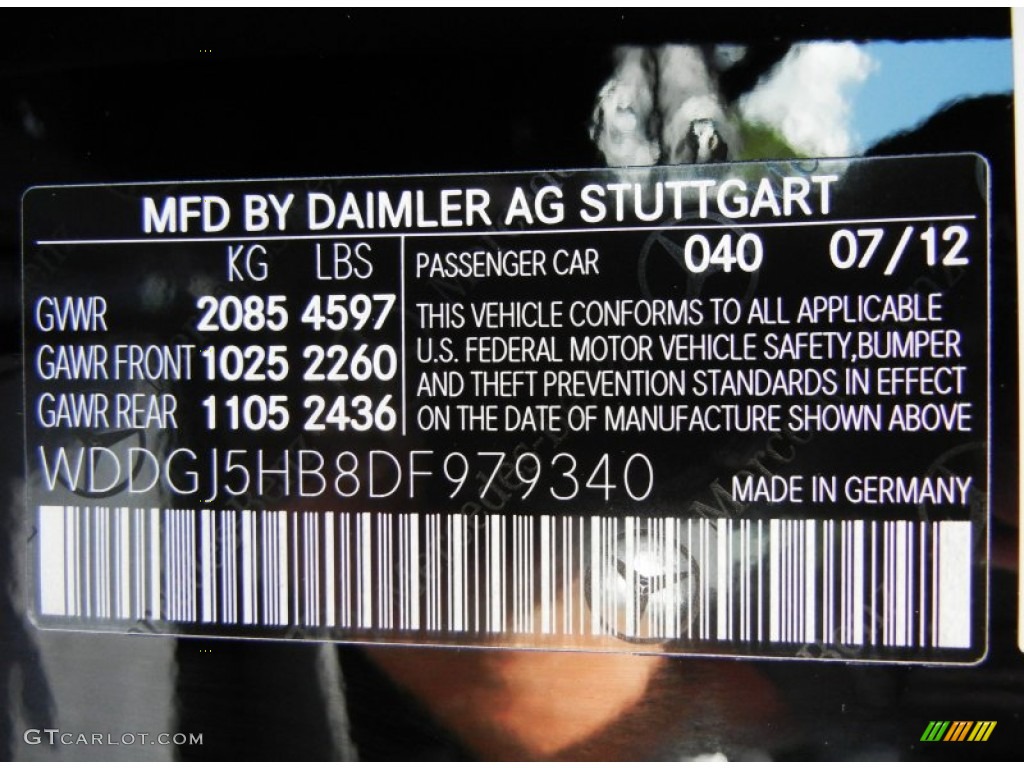 MFD BY DAIMLER AG STUTTGART
KG LBS
GVWR 2085 4597
GAWR FRONT 1025 2260
GAWR REAR 1105 2436
PASSENGER CAR 040 07/12
THIS VEHICLE CONFORMS TO ALL APPLICABLE
U.S. FEDERAL MOTOR VEHICLE SAFETY,BUMPER
AND THEFT PREVENTION STANDARDS IN EFFECT
ON THE DATE OF MANUFACTURE SHOWN ABOVE
WDDGJ5HB8DF979340
MADE IN GERMANY
GTCARLOT.COM